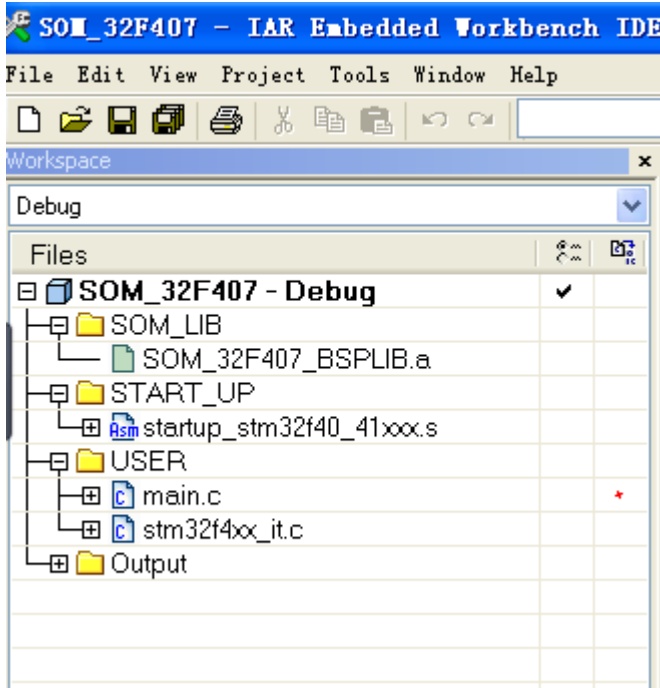 SOM_32F407 - IAR Embedded Workbench IDE
File Edit View Project Tools Window Help
Workspace
Debug
Files
SOM_32F407 - Debug
SOM_LIB
SOM_32F407_BSPLIB.a
START_UP
Asm startup_stm32f40_41xxx.s
USER
c main.c
c stm32f4xx_it.c
Output